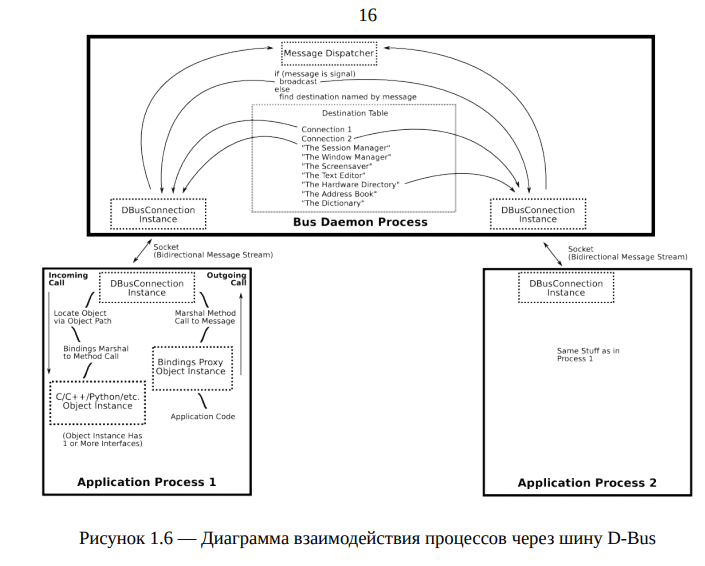 16
Message Dispatcher
if (message is signal)
broadcast
else
find destination named by message
Destination Table
Connection 1
Connection 2
"The Session Manager"
"The Window Manager"
"The Screensaver"
"The Text Editor"
"The Hardware Directory"
"The Address Book"
"The Dictionary"
DBusConnection
Instance
DBusConnection
Instance
Bus Daemon Process
Socket
(Bidirectional Message Stream)
Socket
(Bidirectional Message Stream)
Incoming
Call
Outgoing
Call
DBusConnection
Instance
Locate Object
via Object Path
Marshal Method
Call to Message
Bindings Marshal
to Method Call
Bindings Proxy
Object Instance
C/C++/Python/etc.
Object Instance
Application Code
(Object Instance Has
1 or More Interfaces)
Application Process 1
DBusConnection
Instance
Same Stuff as in
Process 1
Application Process 2
Рисунок 1.6 — Диаграмма взаимодействия процессов через шину D-Bus